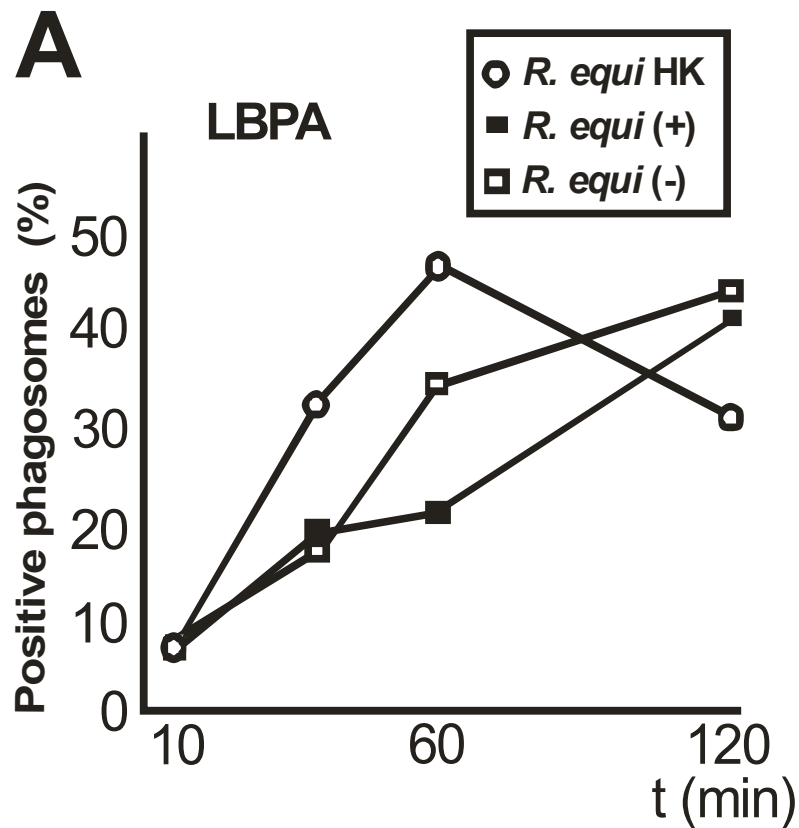 A
LBPA
R. equi HK
R. equi (+)
R. equi (-)
Positive phagosomes (%)
50
40
30
20
10
0
10 60 120
t (min)